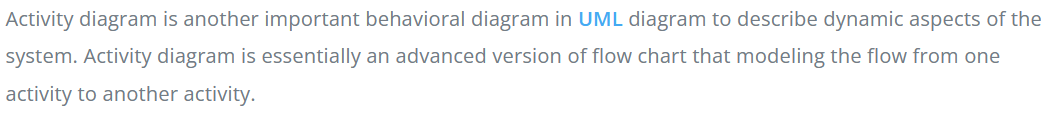 Activity diagram is another important behavioral diagram in UML diagram to describe dynamic aspects of the
system. Activity diagram is essentially an advanced version of flow chart that modeling the flow from one
activity to another activity.